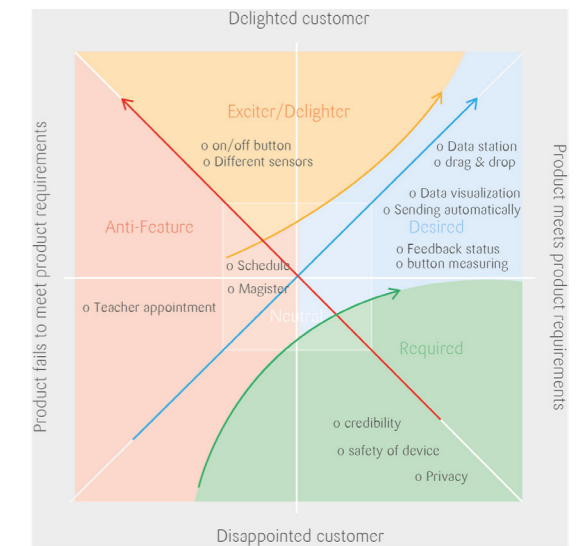 Delighted customer
Exciter/Delighter
o on/off button
o Different sensors
o Data station
o drag & drop
o Data visualization
o Sending automatically
Desired
o Feedback status
o button measuring
Anti-Feature
o Schedule
o Magister
Neutral
o Teacher appointment
Required
o credibility
o safety of device
o Privacy
Product fails to meet product requirements
Product meets product requirements
Disappointed customer